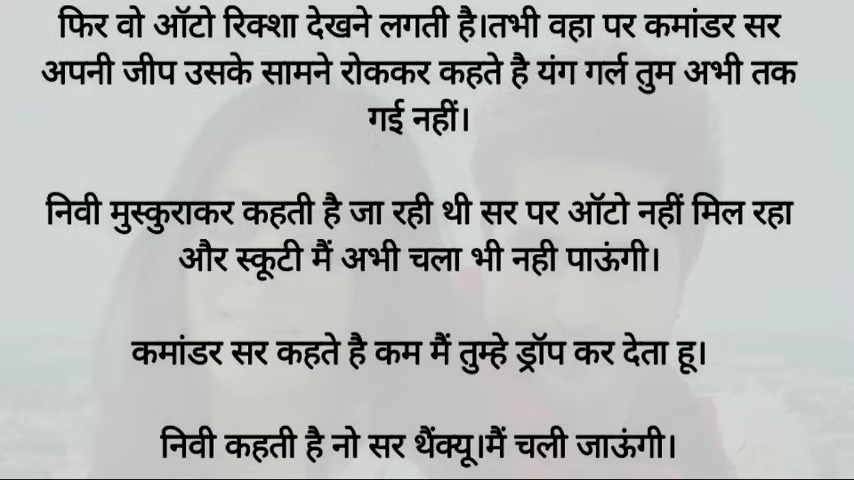 फिर वो ऑटो रिक्शा देखने लगती है।तभी वहा पर कमांडर सर
अपनी जीप उसके सामने रोककर कहते है यंग गर्ल तुम अभी तक
गई नहीं।
निवी मुस्कुराकर कहती है जा रही थी सर पर ऑटो नहीं मिल रहा
और स्कूटी मैं अभी चला भी नही पाऊंगी।
कमांडर सर कहते है कम मैं तुम्हे ड्रॉप कर देता हू।
निवी कहती है नो सर थैंक्यू।मैं चली जाऊंगी।